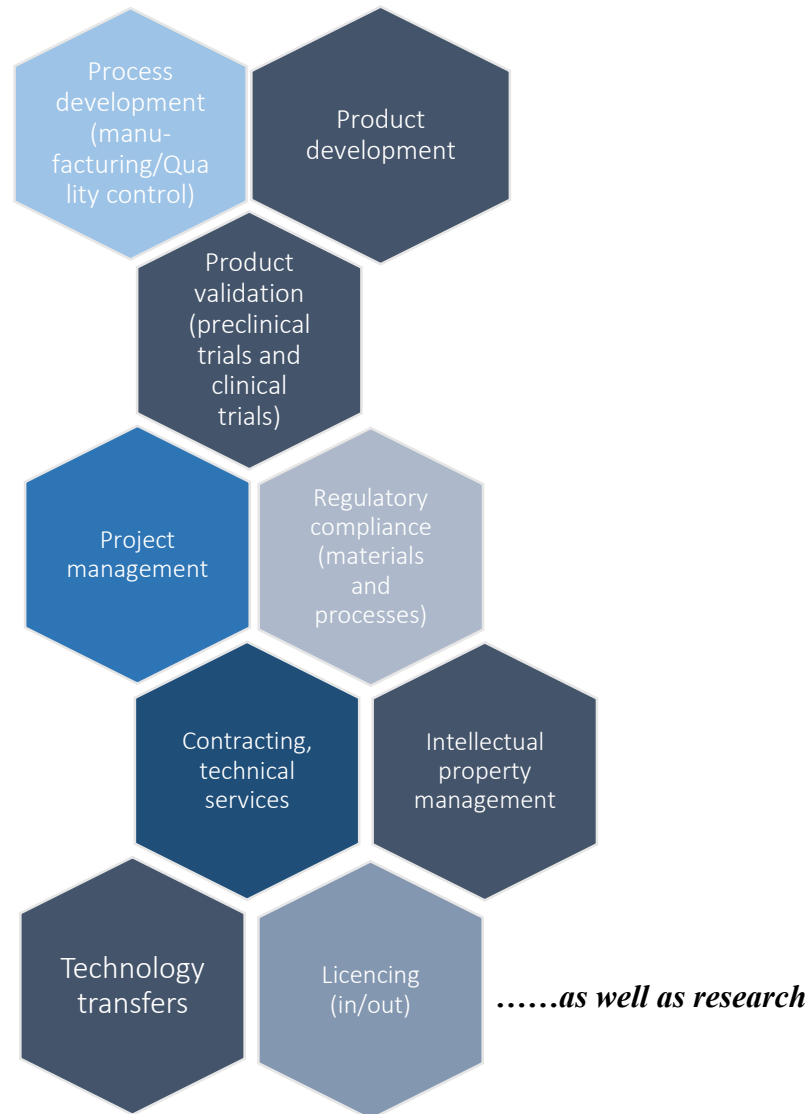 Process
development
(manu-
facturing/Qua
lity control)
Product
development
Product
validation
(preclinical
trials and
clinical
trials)
Project
management
Regulatory
compliance
(materials
and
processes)
Contracting,
technical
services
Intellectual
property
management
Technology
transfers
Licencing
(in/out)
......as well as research